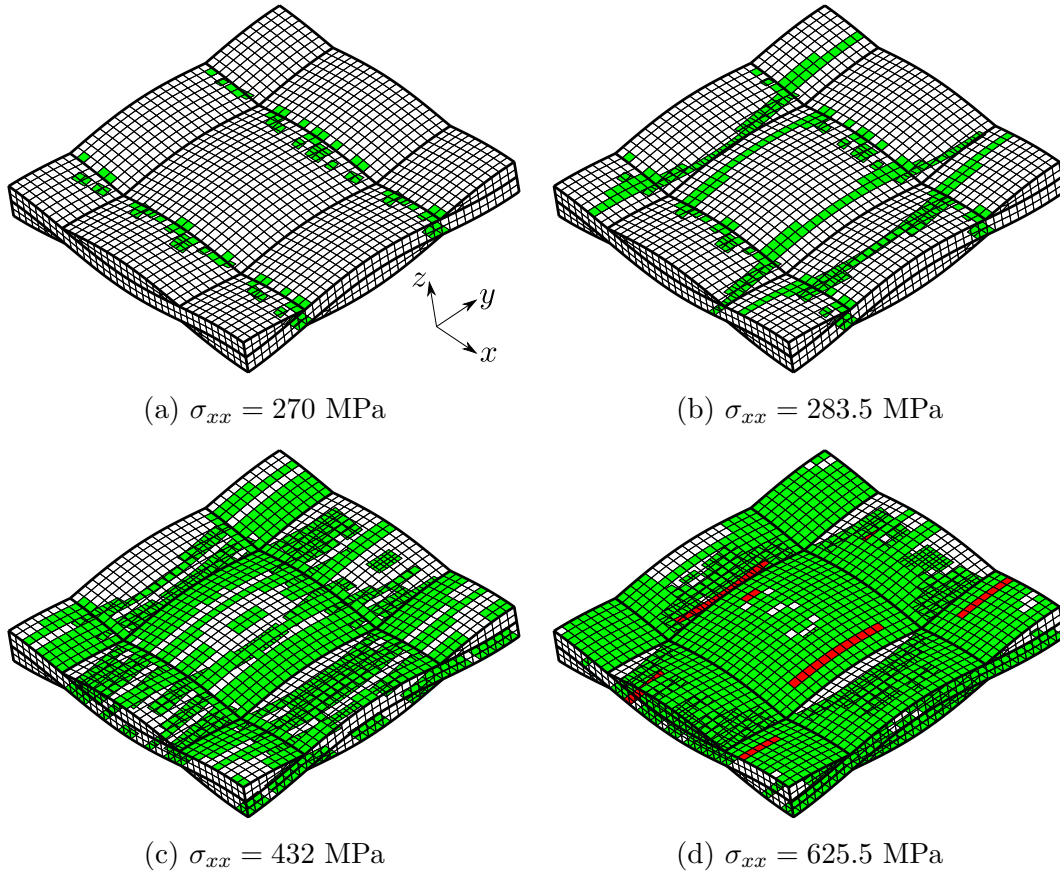 z
y
x
(a) σxx = 270 MPa
(b) σxx = 283.5 MPa
(c) σxx = 432 MPa
(d) σxx = 625.5 MPa